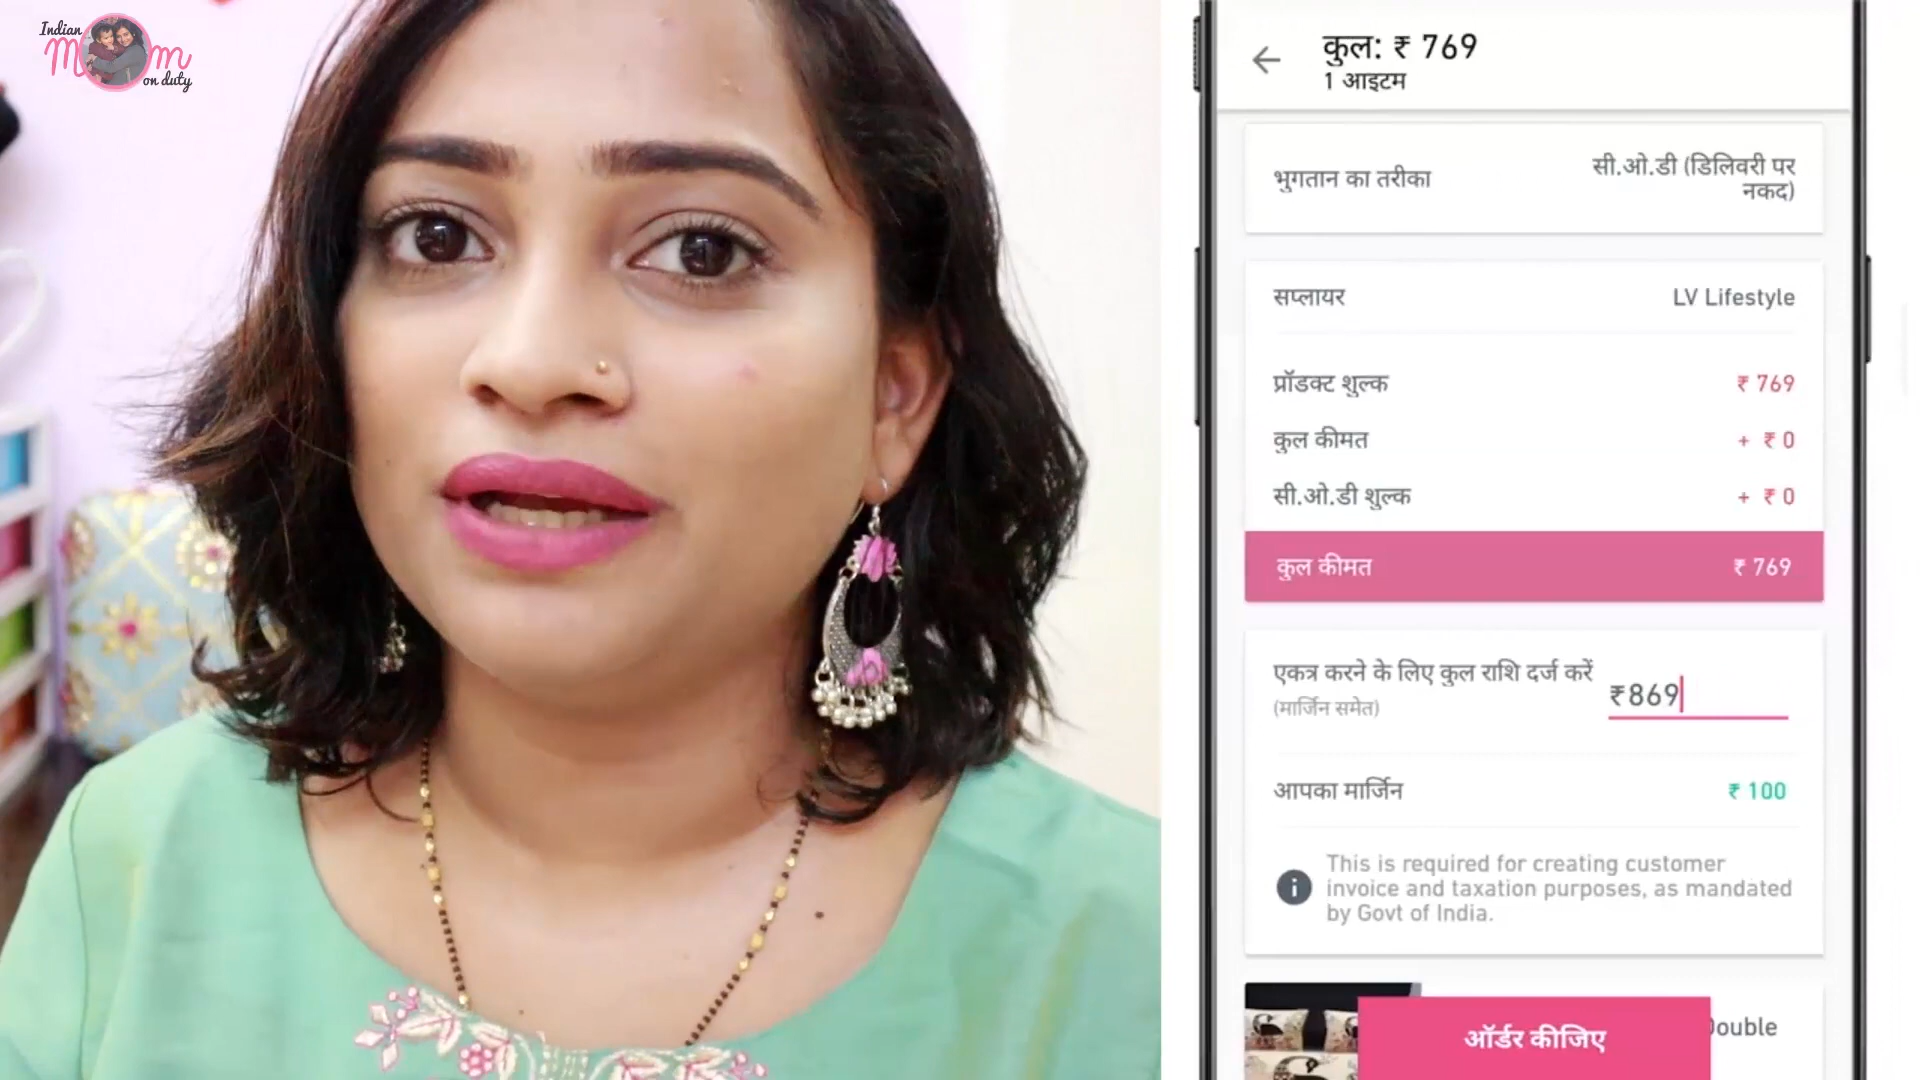 Indian
Mom
on duty
कुल: ₹ 769
1 आइटम
भुगतान का तरीका
सी.ओ.डी (डिलिवरी पर
नकद)
सप्लायर
LV Lifestyle
प्रॉडक्ट शुल्क
₹ 769
कुल कीमत
+ ₹ 0
सी.ओ.डी शुल्क
+ ₹ 0
कुल कीमत
₹ 769
एकत्र करने के लिए कुल राशि दर्ज करें
(मार्जिन समेत)
₹869
आपका मार्जिन
₹ 100
This is required for creating customer
invoice and taxation purposes, as mandated
by Govt of India.
Double
ऑर्डर कीजिए